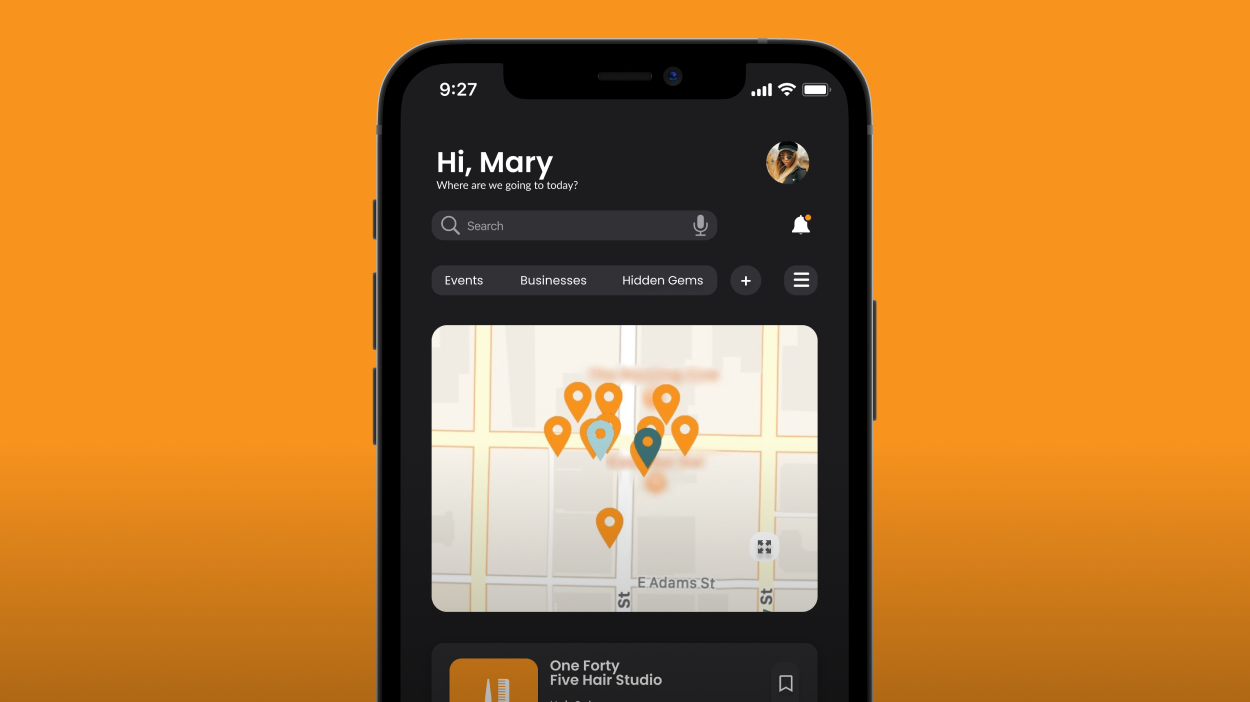 9:27
Hi, Mary
Where are we going to today?
Search
Events Businesses Hidden Gems +
E Adams St
St
y St
One Forty
Five Hair Studio